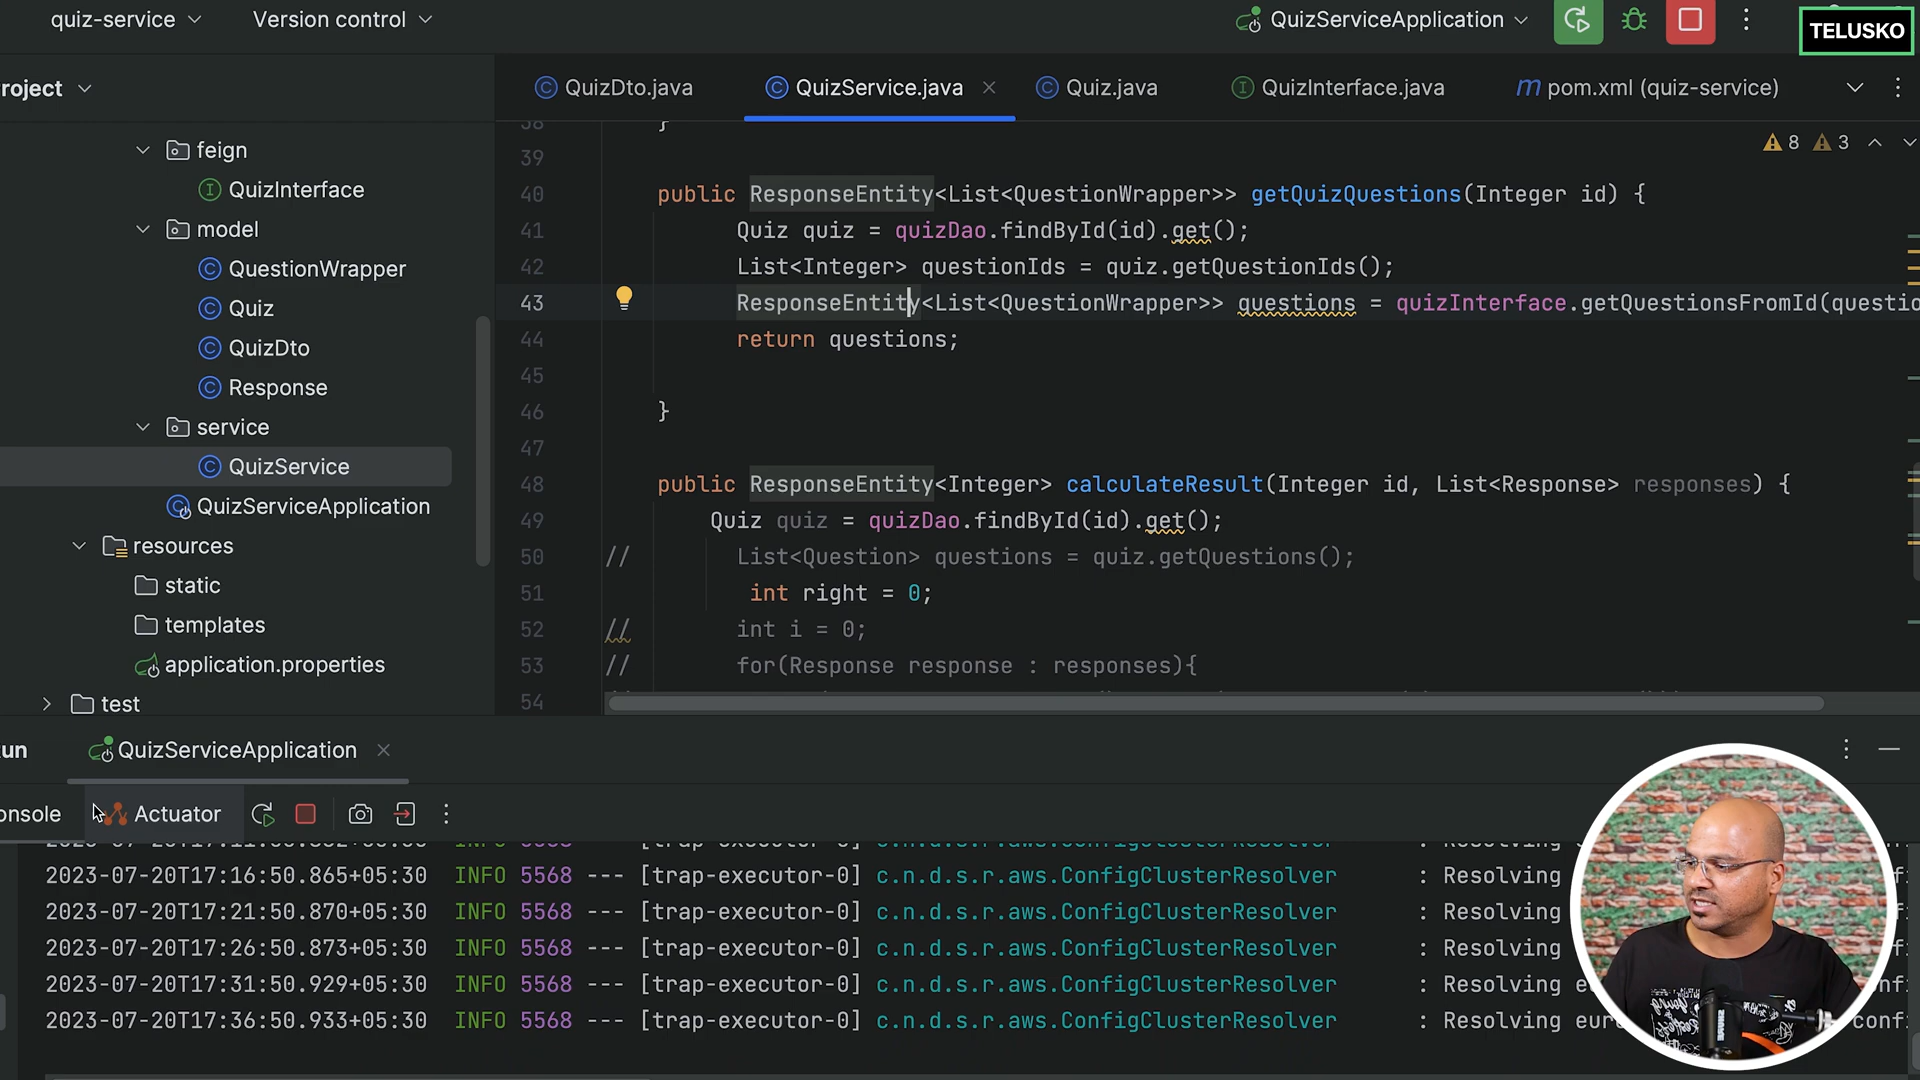 quiz-service
Version control
QuizServiceApplication
TELUSKO
roject
QuizDto.java
QuizService.java
Quiz.java
QuizInterface.java
pom.xml (quiz-service)
feign
QuizInterface
model
QuestionWrapper
Quiz
QuizDto
Response
service
QuizService
QuizServiceApplication
resources
static
templates
application.properties
test
8 3
38 }
39
40 public ResponseEntity<List<QuestionWrapper>> getQuizQuestions(Integer id) {
41 Quiz quiz = quizDao.findById(id).get();
42 List<Integer> questionIds = quiz.getQuestionIds();
43 ResponseEntity<List<QuestionWrapper>> questions = quizInterface.getQuestionsFromId(questio
44 return questions;
45
46 }
47
48 public ResponseEntity<Integer> calculateResult(Integer id, List<Response> responses) {
49 Quiz quiz = quizDao.findById(id).get();
50 // List<Question> questions = quiz.getQuestions();
51 int right = 0;
52 // int i = 0;
53 // for(Response response : responses){
54
un
QuizServiceApplication
onsole
Actuator
2023-07-20T17:16:50.865+05:30 INFO 5568 --- [trap-executor-0] c.n.d.s.r.aws.ConfigClusterResolver : Resolving
2023-07-20T17:21:50.870+05:30 INFO 5568 --- [trap-executor-0] c.n.d.s.r.aws.ConfigClusterResolver : Resolving
2023-07-20T17:26:50.873+05:30 INFO 5568 --- [trap-executor-0] c.n.d.s.r.aws.ConfigClusterResolver : Resolving
2023-07-20T17:31:50.929+05:30 INFO 5568 --- [trap-executor-0] c.n.d.s.r.aws.ConfigClusterResolver : Resolving
2023-07-20T17:36:50.933+05:30 INFO 5568 --- [trap-executor-0] c.n.d.s.r.aws.ConfigClusterResolver : Resolving eur confi